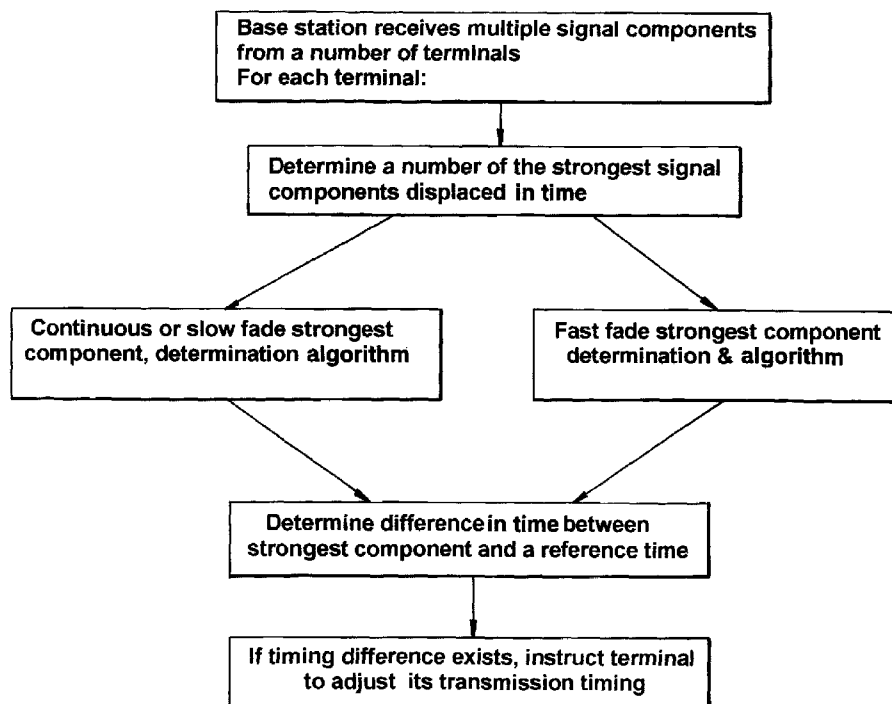 Base station receives multiple signal components
from a number of terminals
For each terminal:
Determine a number of the strongest signal
components displaced in time
Continuous or slow fade strongest
component, determination algorithm
Fast fade strongest component
determination & algorithm
Determine difference in time between
strongest component and a reference time
If timing difference exists, instruct terminal
to adjust its transmission timing